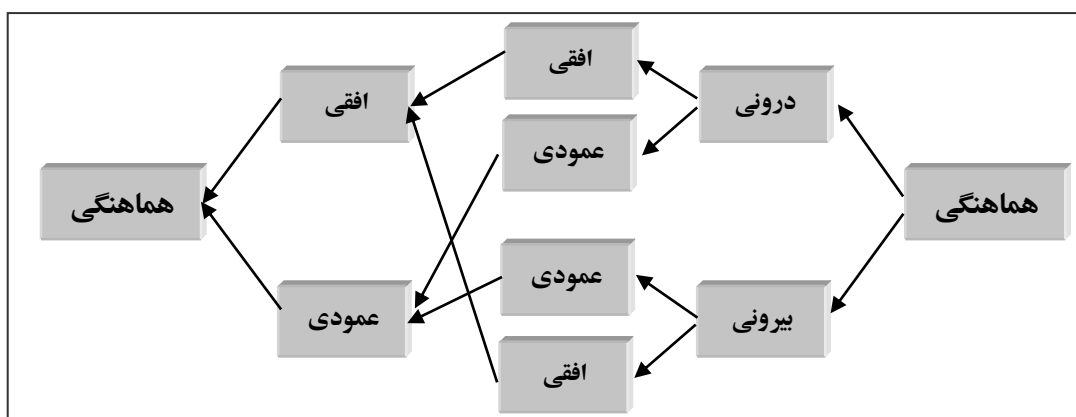 هماهنگی
درونی
بیرونی
افقی
عمودی
عمودی
افقی
افقی
عمودی
هماهنگی